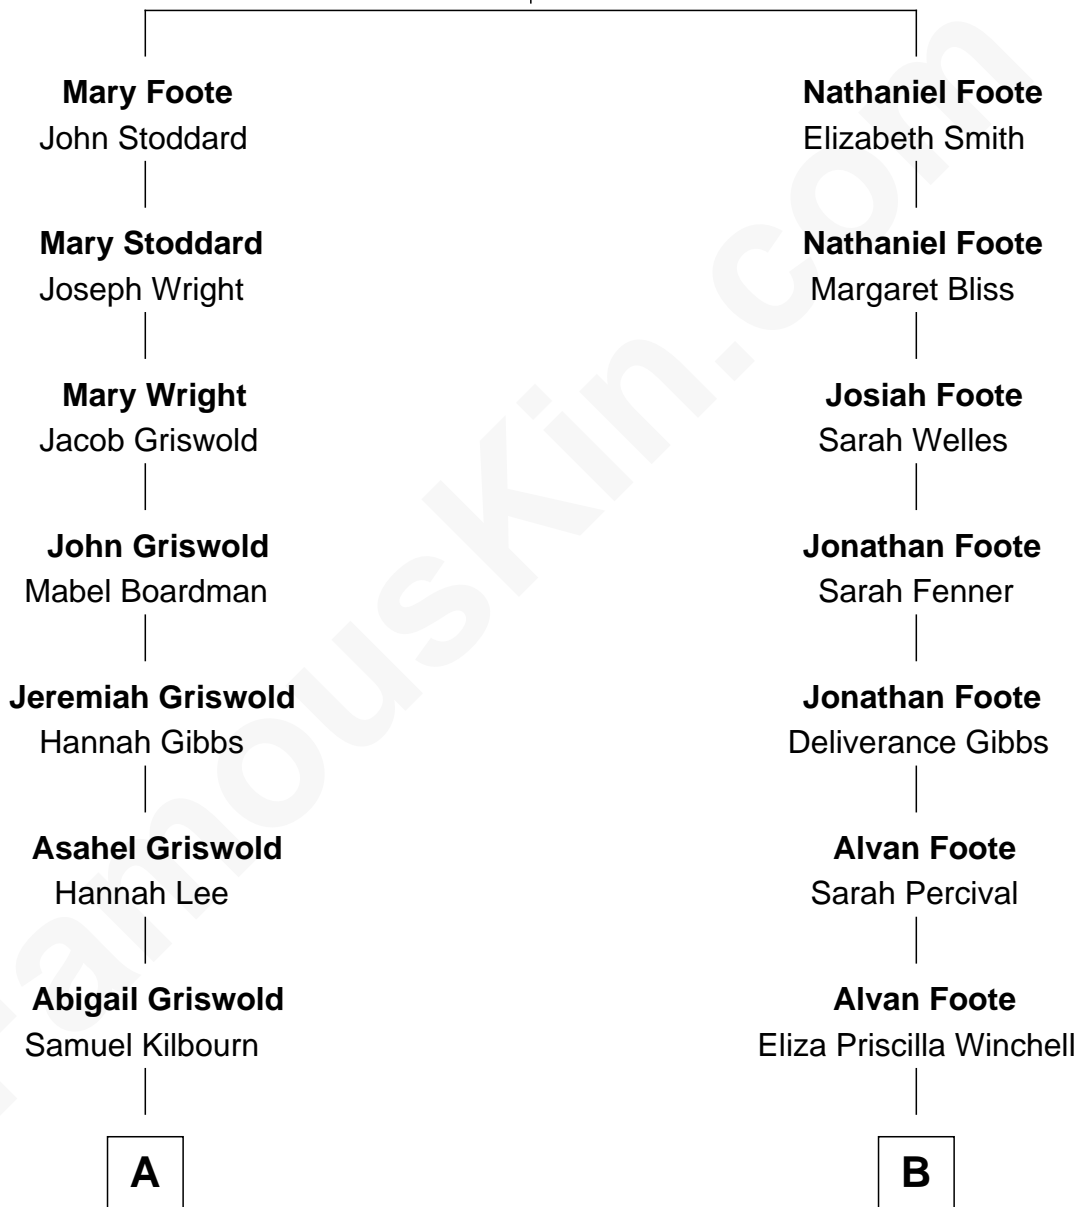 Mary Foote
John Stoddard
Mary Stoddard
Joseph Wright
Mary Wright
Jacob Griswold
John Griswold
Mabel Boardman
Jeremiah Griswold
Hannah Gibbs
Asahel Griswold
Hannah Lee
Abigail Griswold
Samuel Kilbourn
A
Nathaniel Foote
Elizabeth Smith
Nathaniel Foote
Margaret Bliss
Josiah Foote
Sarah Welles
Jonathan Foote
Sarah Fenner
Jonathan Foote
Deliverance Gibbs
Alvan Foote
Sarah Percival
Alvan Foote
Eliza Priscilla Winchell
B
FamousKin.com